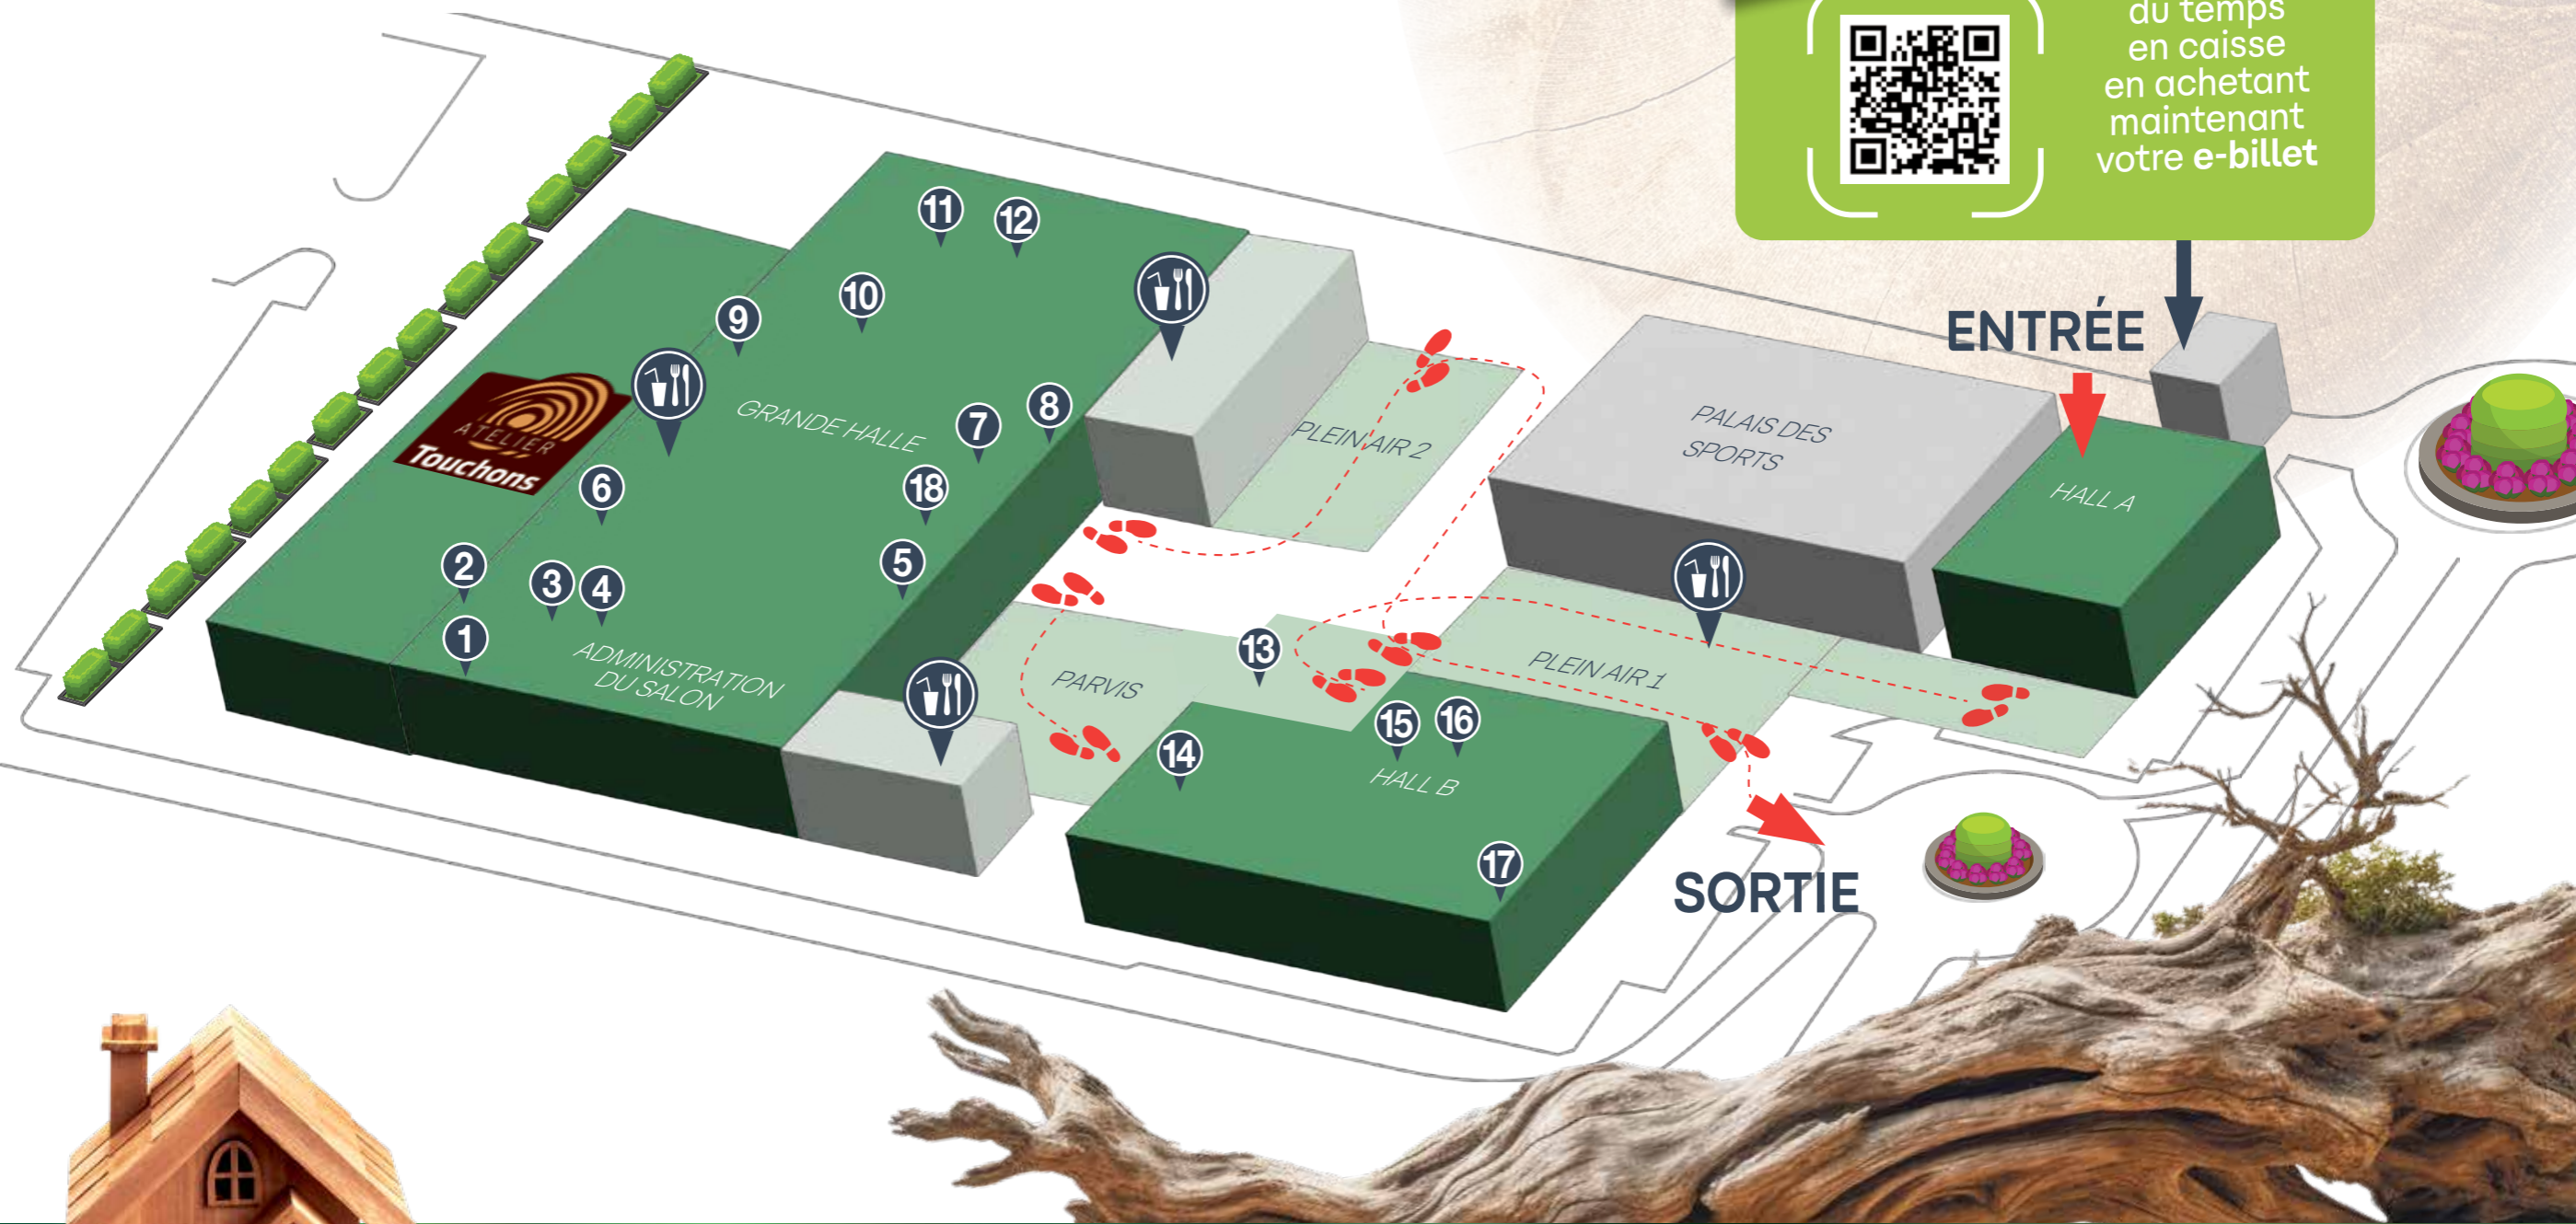 du temps
en caisse
en achetant
maintenant
votre e-billet
ENTRÉE
11
12
10
9
GRANDE HALLE
7
8
PLEIN AIR 2
PALAIS DES
SPORTS
HALL A
ATELIER
Touchons
6
18
5
2
3
4
1
ADMINISTRATION
DU SALON
PARVIS
13
PLEIN AIR 1
14
15
16
HALL B
17
SORTIE